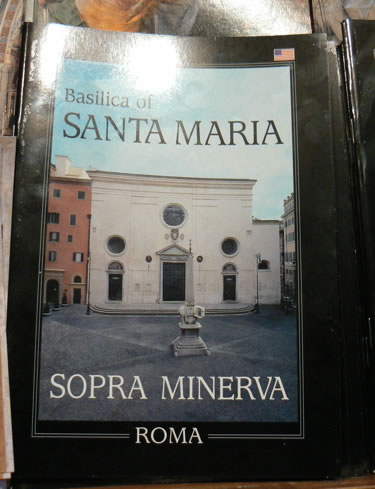 Basilica of
SANTA MARIA
SOPRA MINERVA
ROMA